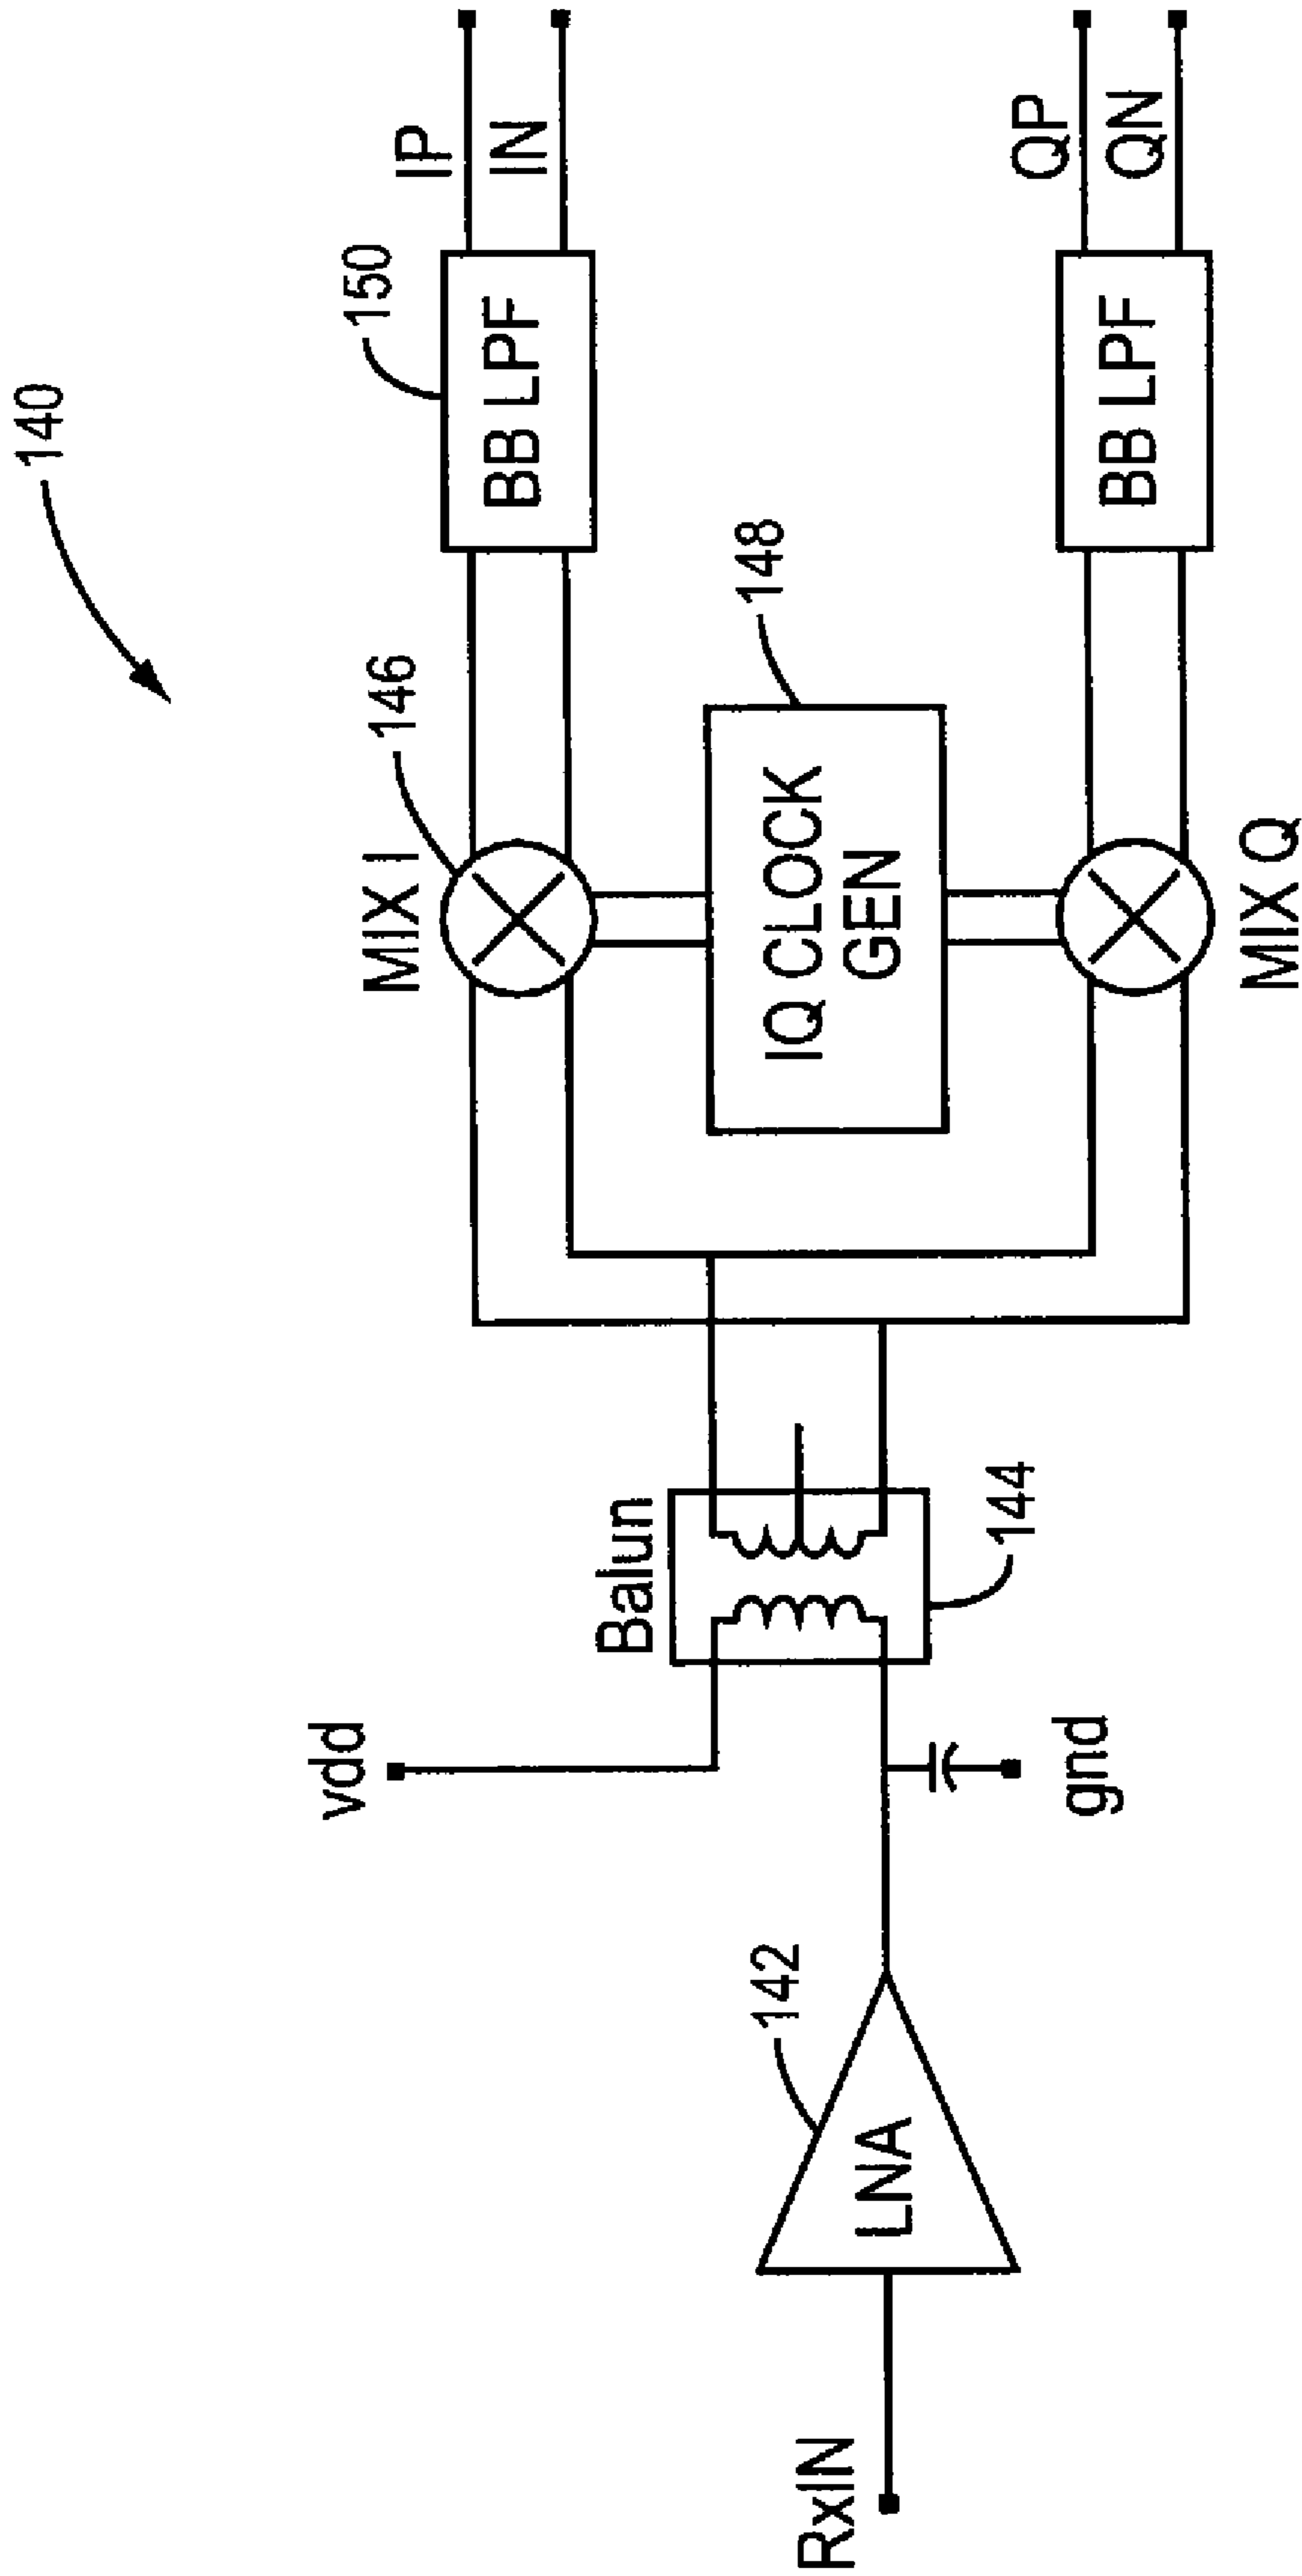 140
RxIN
LNA
142
vdd
gnd
Balun
144
MIX I
146
IQ CLOCK
GEN
148
MIX Q
BB LPF
150
BB LPF
IP
IN
QP
QN